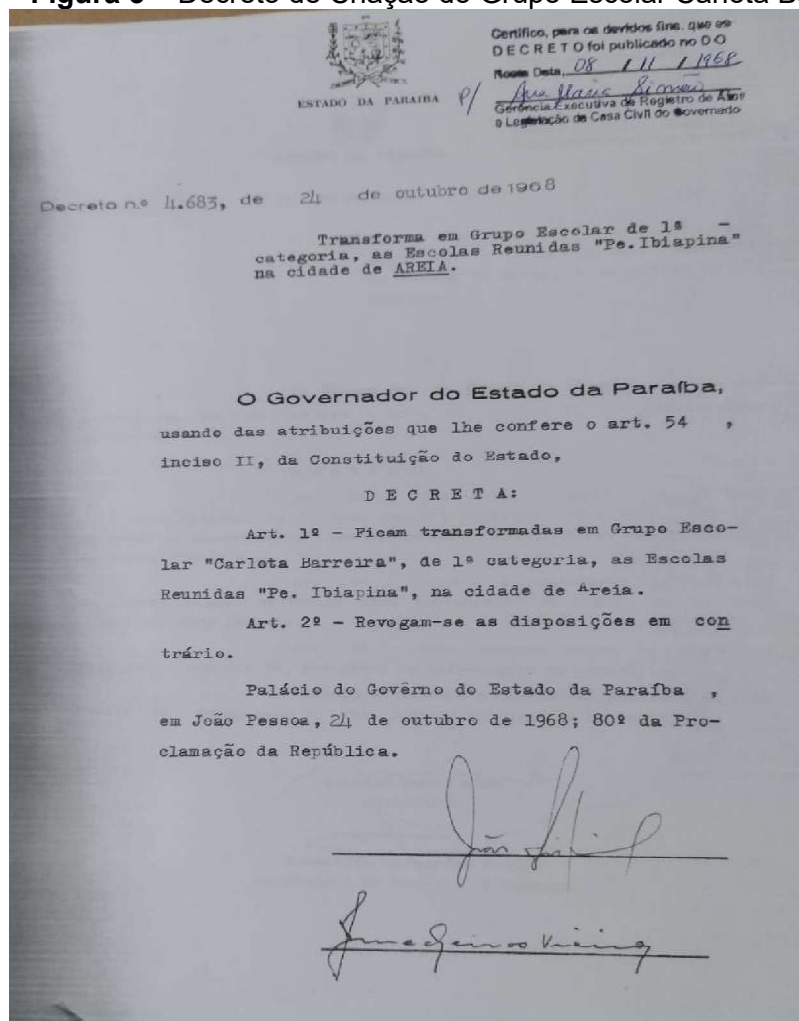 Decreto de Criação do Grupo Escolar Carlota
ESTADO DA PARAIBA
Certifico, para os devidos fins, que este
DECRETO foi publicado no DO
Nesta Data, 08 / 11 / 1968
P/ Ana Maria
Gerência Executiva de Registro de Atos
e Legislação da Casa Civil do Governado
Decreto n.º 4.683, de 24 de outubro de 1968
Transforma em Grupo Escolar de 1ª -
categoria, as Escolas Reunidas "Pe.Ibiapina"
na cidade de AREIA.
O Governador do Estado da Paraíba,
usando das atribuições que lhe confere o art. 54 ,
inciso II, da Constituição do Estado,
D E C R E T A:
Art. 1º - Ficam transformadas em Grupo Esco-
lar "Carlota Barreira", de 1ª categoria, as Escolas
Reunidas "Pe. Ibiapina", na cidade de Areia.
Art. 2º - Revogam-se as disposições em con
trário.
Palácio do Govêrno do Estado da Paraíba ,
em João Pessoa, 24 de outubro de 1968; 80º da Pro-
clamação da República.
João